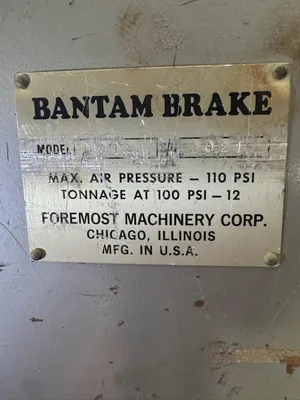 BANTAM BRAKE
MODEL
MAX. AIR PRESSURE – 110 PSI
TONNAGE AT 100 PSI – 12
FOREMOST MACHINERY CORP.
CHICAGO, ILLINOIS
MFG. IN U.S.A.